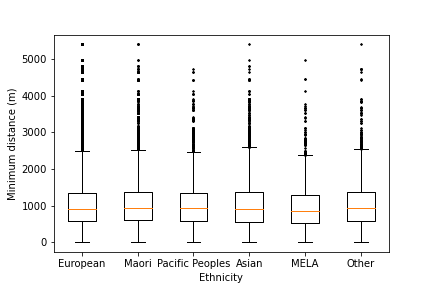 5000
4000
3000
2000
1000
0
Minimum distance (m)
European Maori Pacific Peoples Asian MELA Other
Ethnicity